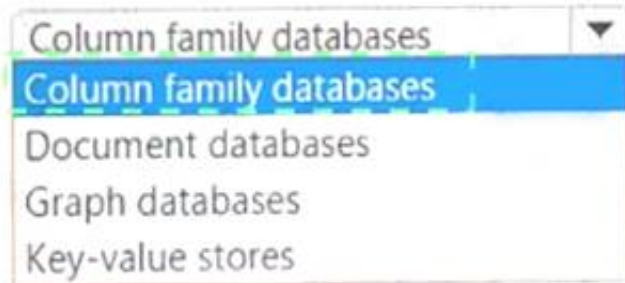 Column family databases
Column family databases
Document databases
Graph databases
Key-value stores